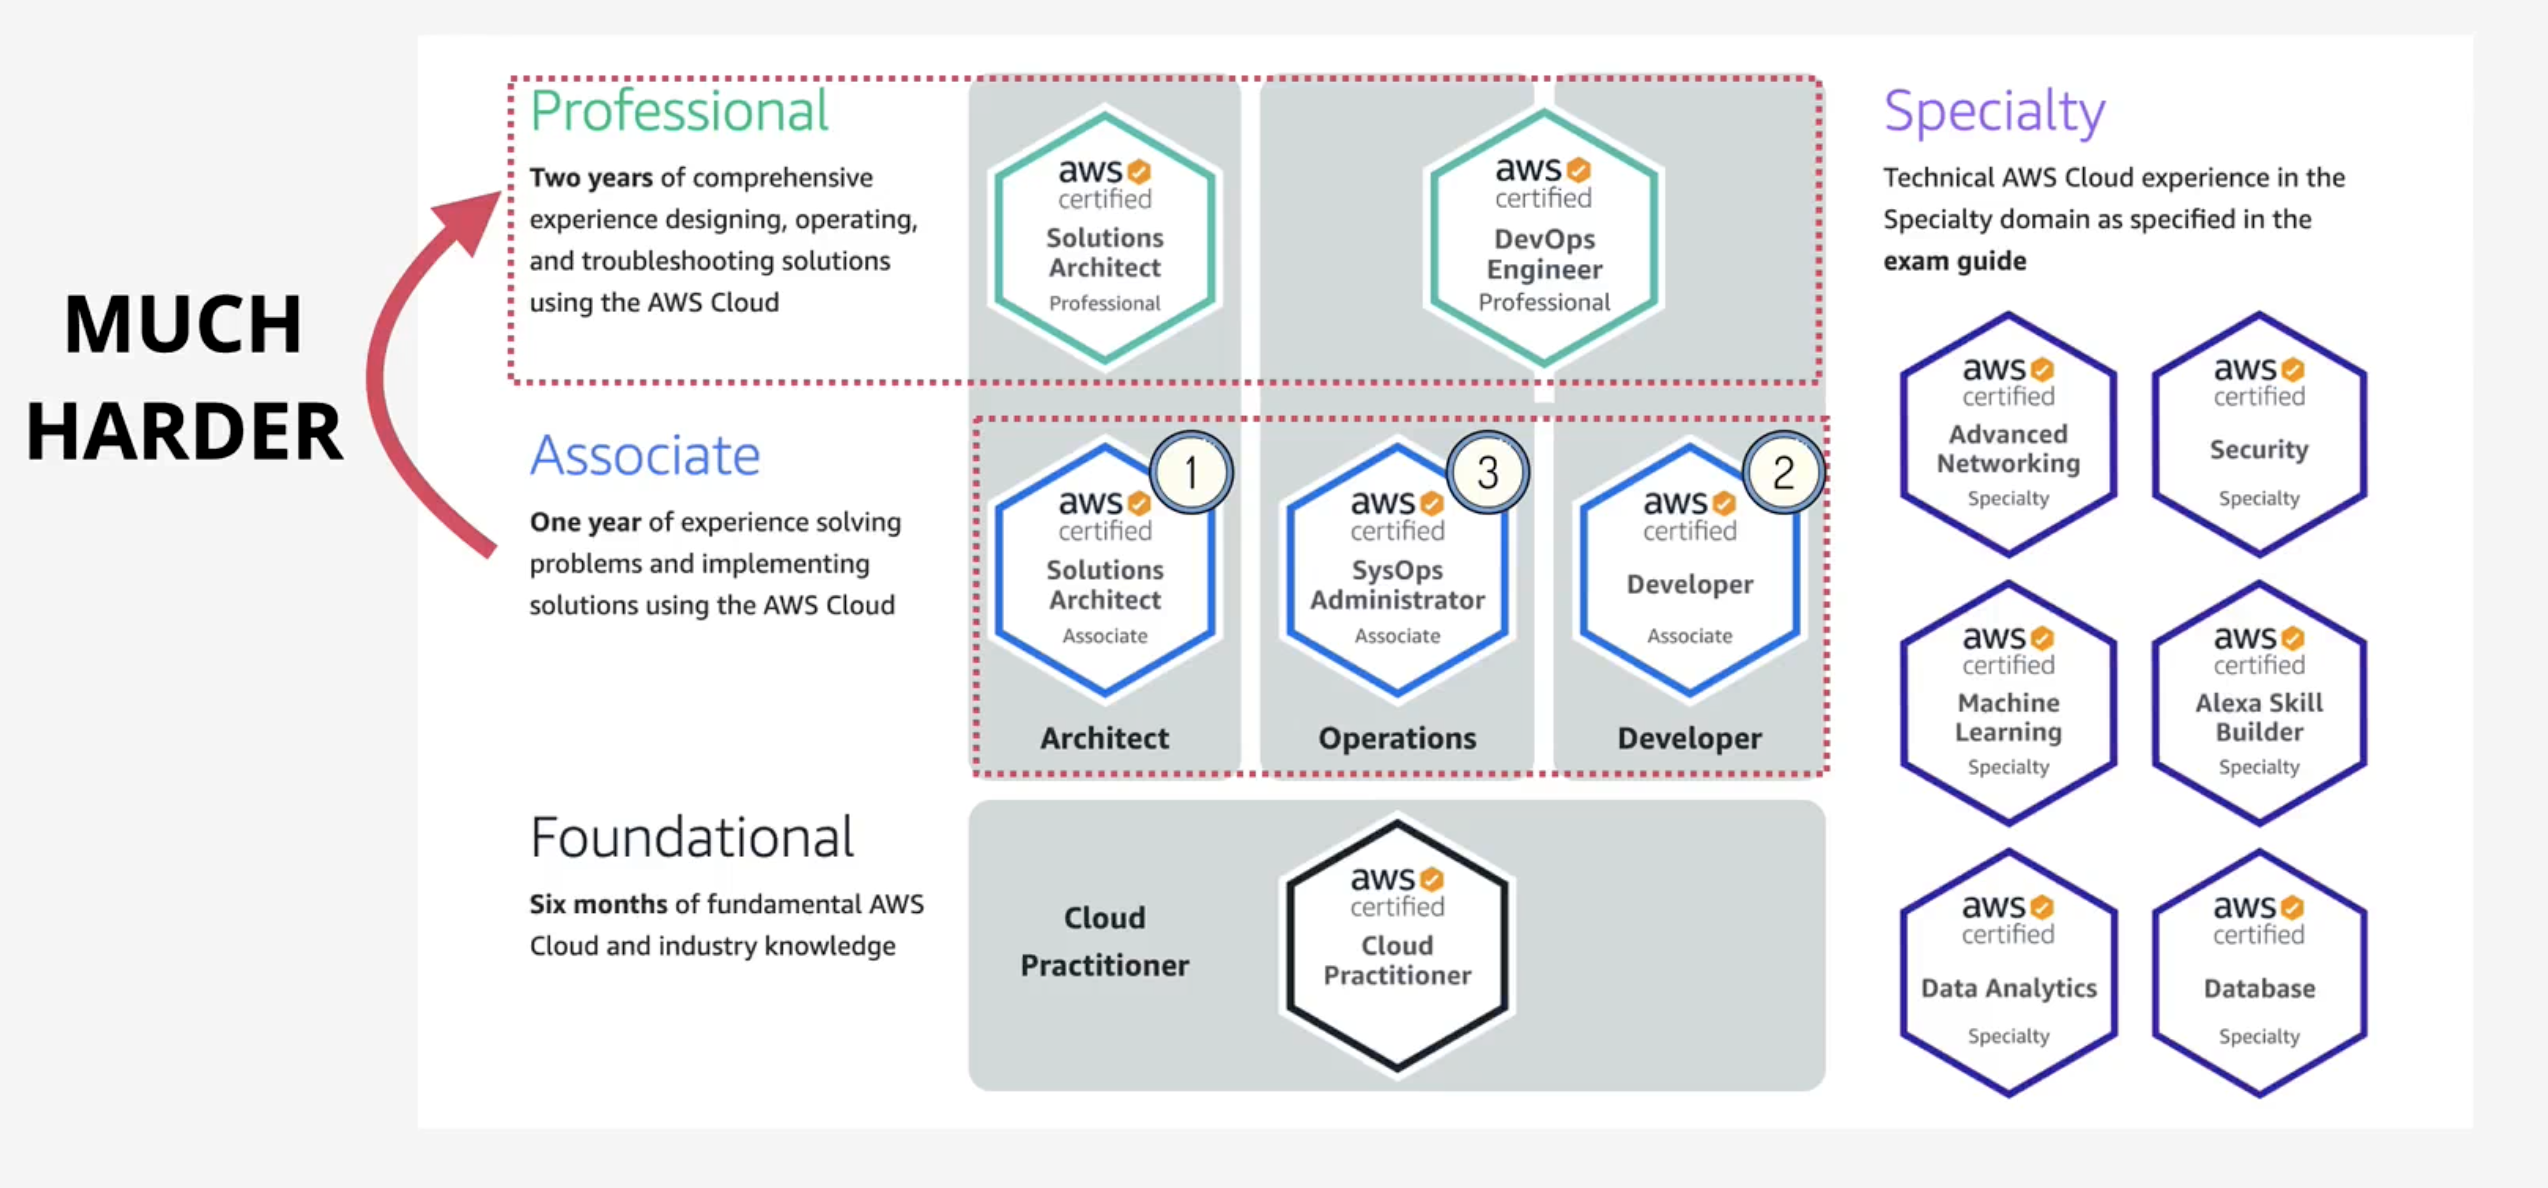 MUCH
HARDER
Professional
Two years of comprehensive
experience designing, operating,
and troubleshooting solutions
using the AWS Cloud
aws
certified
Solutions
Architect
Professional
aws
certified
DevOps
Engineer
Professional
Associate
One year of experience solving
problems and implementing
solutions using the AWS Cloud
1
aws
certified
Solutions
Architect
Associate
Architect
3
aws
certified
SysOps
Administrator
Associate
Operations
2
aws
certified
Developer
Associate
Developer
Foundational
Six months of fundamental AWS
Cloud and industry knowledge
Cloud
Practitioner
aws
certified
Cloud
Practitioner
Specialty
Technical AWS Cloud experience in the
Specialty domain as specified in the
exam guide
aws
certified
Advanced
Networking
Specialty
aws
certified
Security
Specialty
aws
certified
Machine
Learning
Specialty
aws
certified
Alexa Skill
Builder
Specialty
aws
certified
Data Analytics
Specialty
aws
certified
Database
Specialty